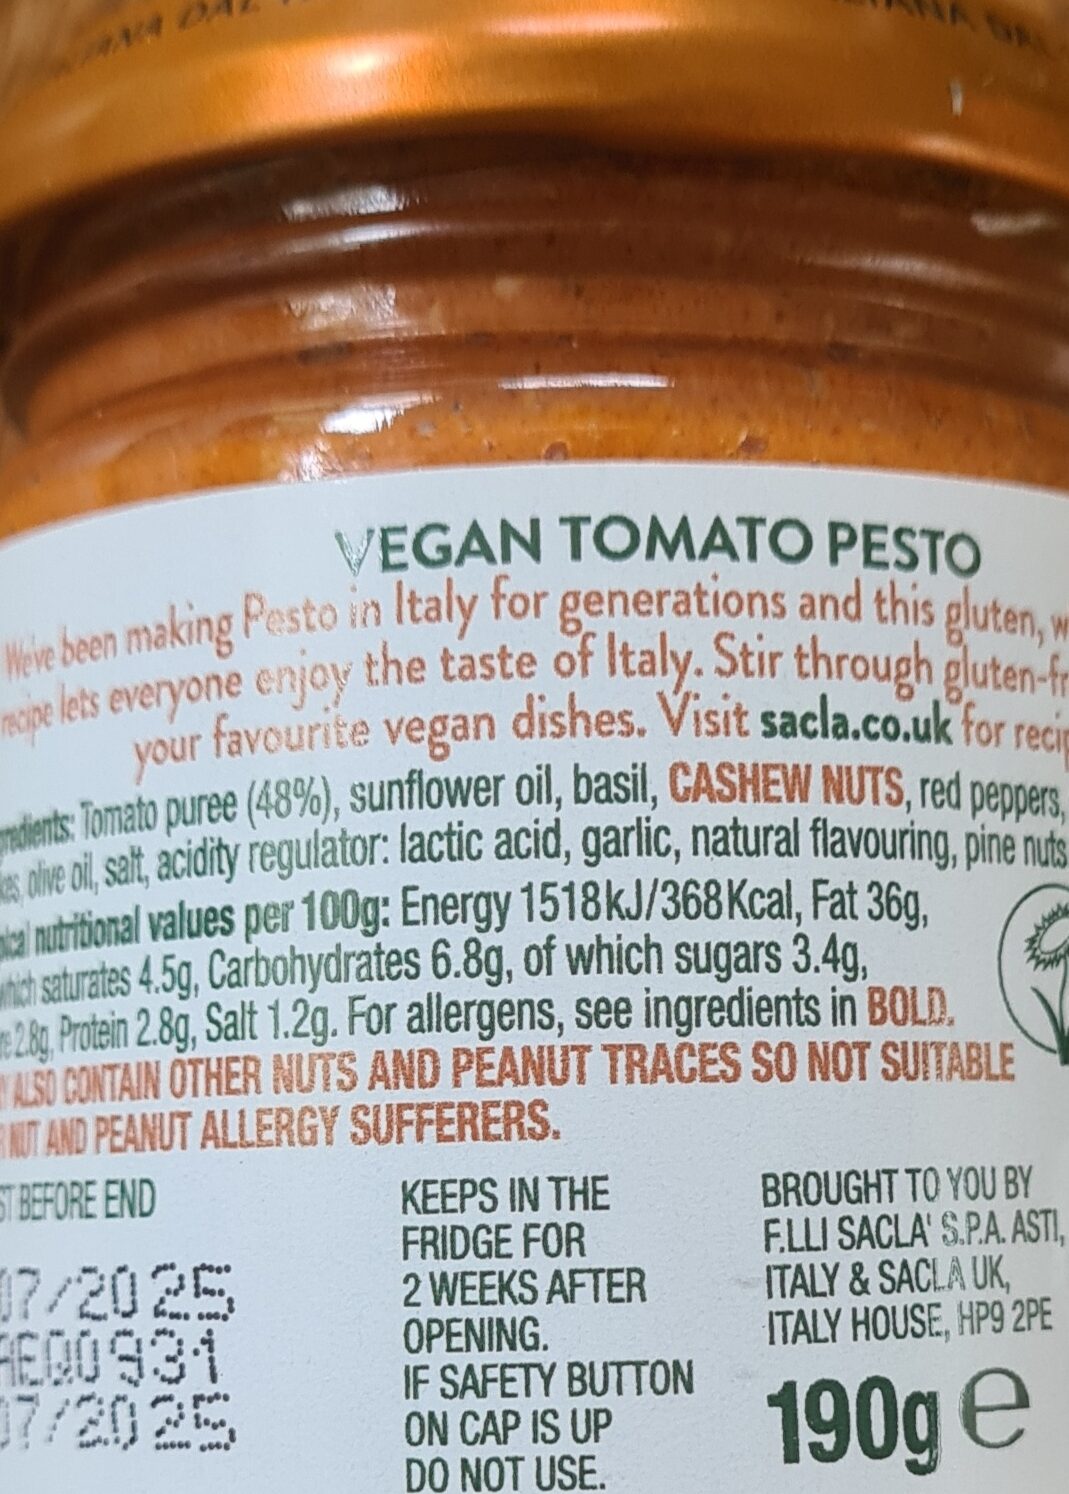 VEGAN TOMATO PESTO
We've been making Pesto in Italy for generations and this gluten,
recipe lets everyone enjoy the taste of Italy. Stir through
your favourite vegan dishes. Visit sacla.co.uk for
Tomato puree (48%), sunflower oil, basil, CASHEW NUTS, red peppers,
olive oil, salt, acidity regulator: lactic acid, garlic, natural flavouring, pine nuts
nutritional values per 100g: Energy 1518kJ/368Kcal, Fat 36g,
which saturates 4.5g, Carbohydrates 6.8g, of which sugars 3.4g,
2.8g, Protein 2.8g, Salt 1.2g. For allergens, see ingredients in BOLD.
ALSO CONTAIN OTHER NUTS AND PEANUT TRACES SO NOT SUITABLE
NUT AND PEANUT ALLERGY SUFFERERS.
BEFORE END
07/2025
AEQ0931
07/2025
KEEPS IN THE
FRIDGE FOR
2 WEEKS AFTER
OPENING.
IF SAFETY BUTTON
ON CAP IS UP
DO NOT USE.
BROUGHT TO YOU BY
F.LLI SACLA' S.P.A. ASTI,
ITALY & SACLA UK,
ITALY HOUSE, HP9 2PE
190g e